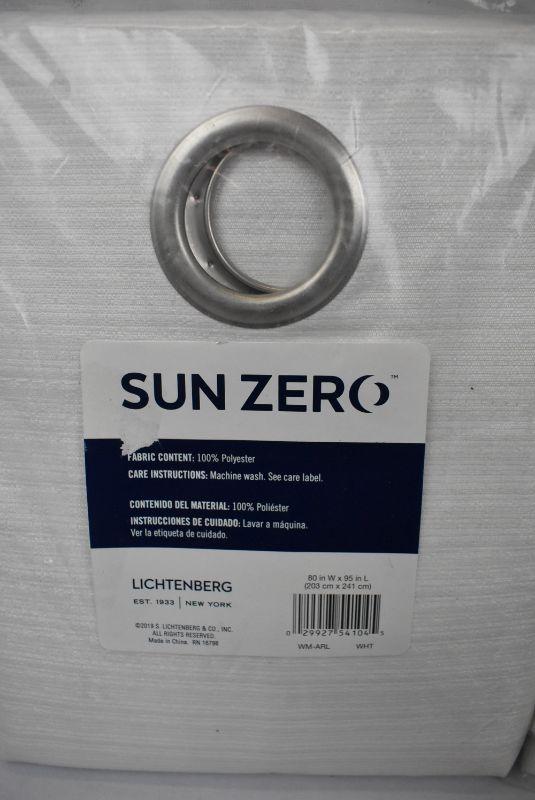 SUN ZERO™
FABRIC CONTENT: 100% Polyester
CARE INSTRUCTIONS: Machine wash. See care label.
CONTENIDO DEL MATERIAL: 100% Poliéster
INSTRUCCIONES DE CUIDADO: Lavar a máquina.
Ver la etiqueta de cuidado.
LICHTENBERG
EST. 1933 | NEW YORK
©2019 S. LICHTENBERG & CO., INC.
ALL RIGHTS RESERVED.
Made in China. RN 16798
80 in W x 95 in L
(203 cm x 241 cm)
0 29927 54104 5
WM-ARL WHT